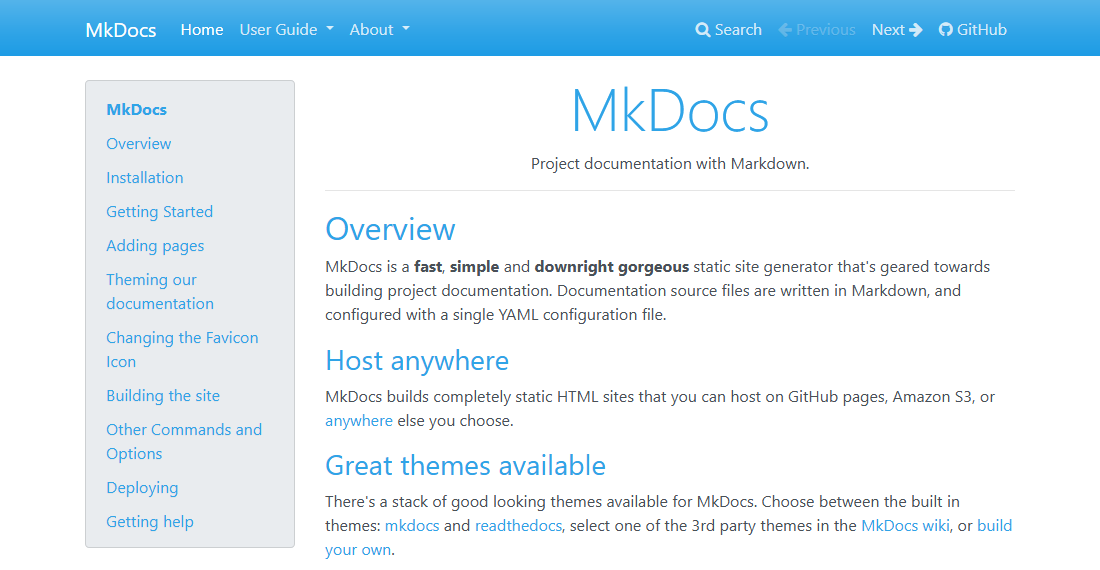 MkDocs Home User Guide About Search Previous Next GitHub
MkDocs
Overview
Installation
Getting Started
Adding pages
Theming our
documentation
Changing the Favicon
Icon
Building the site
Other Commands and
Options
Deploying
Getting help
MkDocs
Project documentation with Markdown.
Overview
MkDocs is a fast, simple and downright gorgeous static site generator that's geared towards
building project documentation. Documentation source files are written in Markdown, and
configured with a single YAML configuration file.
Host anywhere
MkDocs builds completely static HTML sites that you can host on GitHub pages, Amazon S3, or
anywhere else you choose.
Great themes available
There's a stack of good looking themes available for MkDocs. Choose between the built in
themes: mkdocs and readthedocs, select one of the 3rd party themes in the MkDocs wiki, or build
your own.